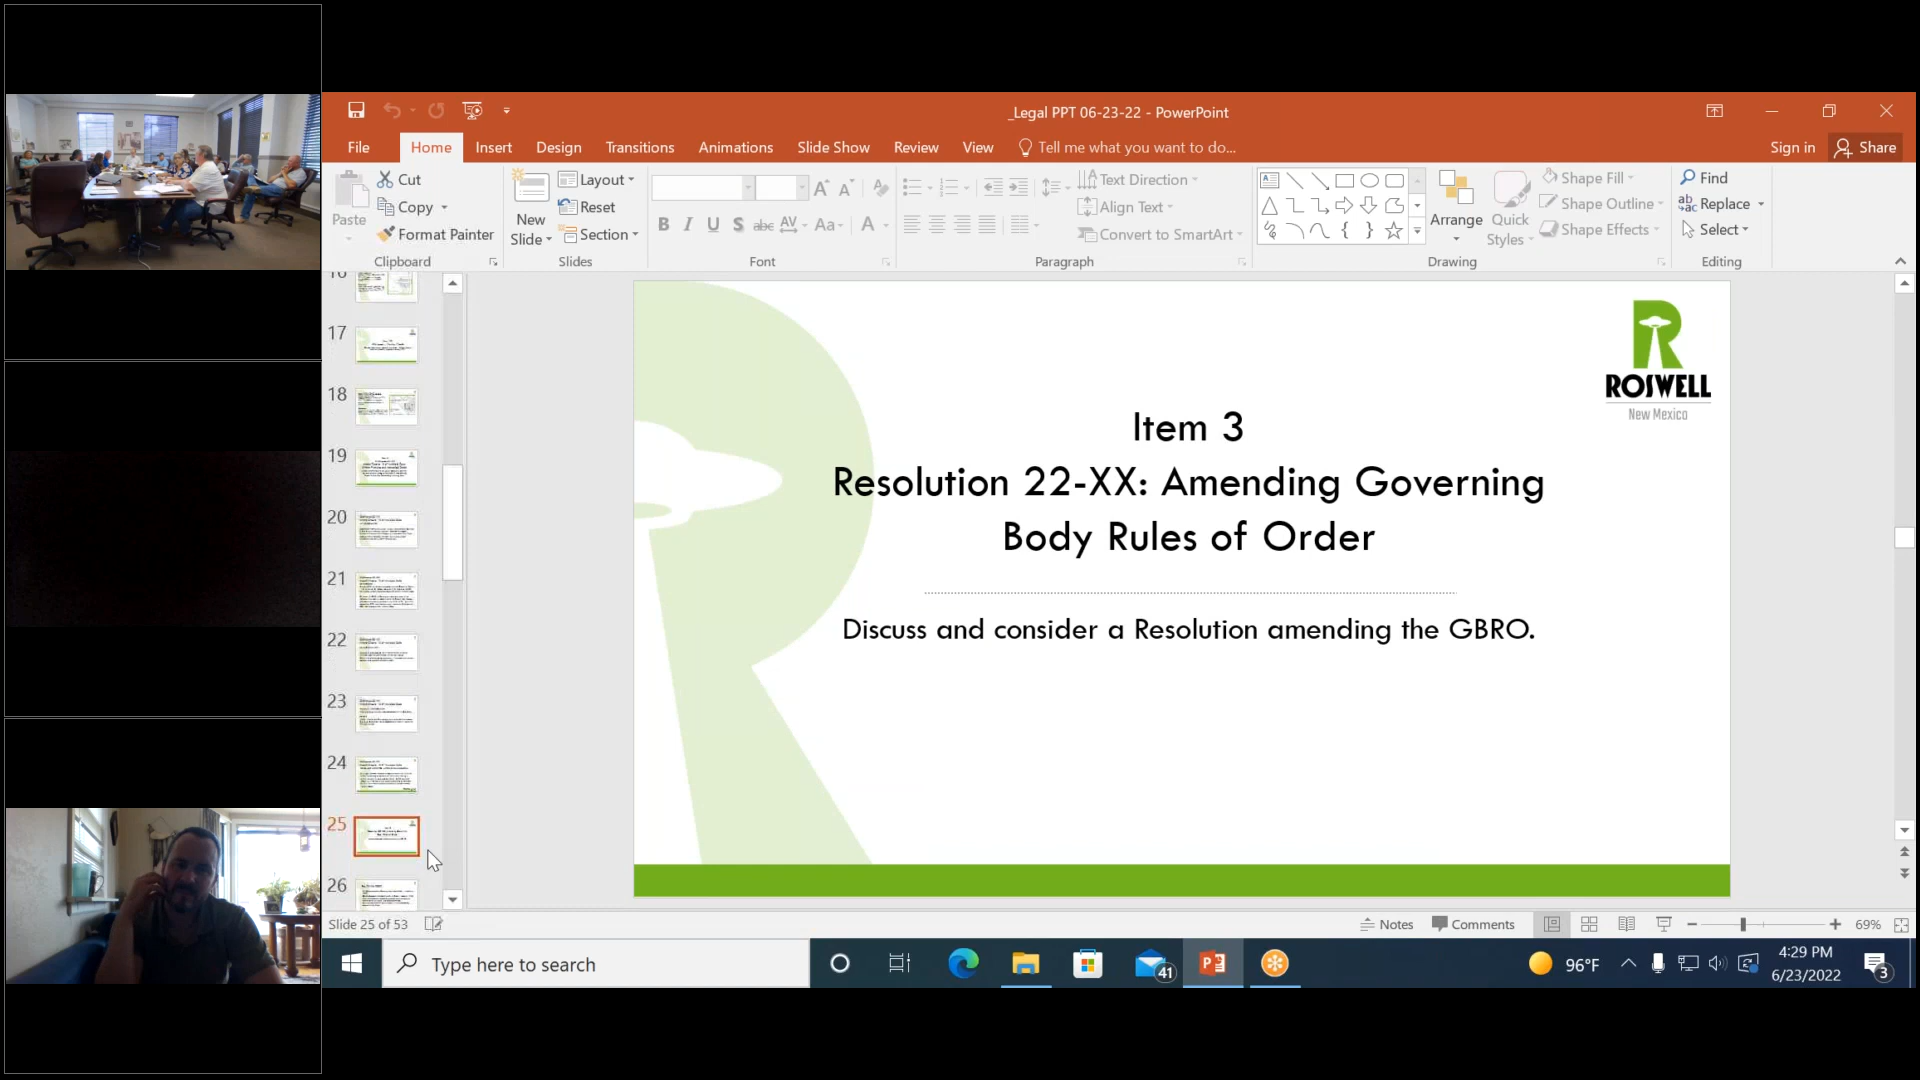 _Legal PPT 06-23-22 - PowerPoint
File Home Insert Design Transitions Animations Slide Show Review View Tell me what you want to do... Sign in Share
Paste
Cut
Copy
Format Painter
Clipboard
New
Slide
Layout
Reset
Section
Slides
B I U S abc AV Aa A
Font
Text Direction
Align Text
Convert to SmartArt
Paragraph
Arrange
Quick
Styles
Shape Fill
Shape Outline
Shape Effects
Drawing
Find
Replace
Select
Editing
17
18
19
20
21
22
23
24
25
26
ROSWELL
New Mexico
Item 3
Resolution 22-XX: Amending Governing
Body Rules of Order
Discuss and consider a Resolution amending the GBRO.
Slide 25 of 53
Notes Comments 69%
Type here to search
41
96°F
4:29 PM
6/23/2022
3